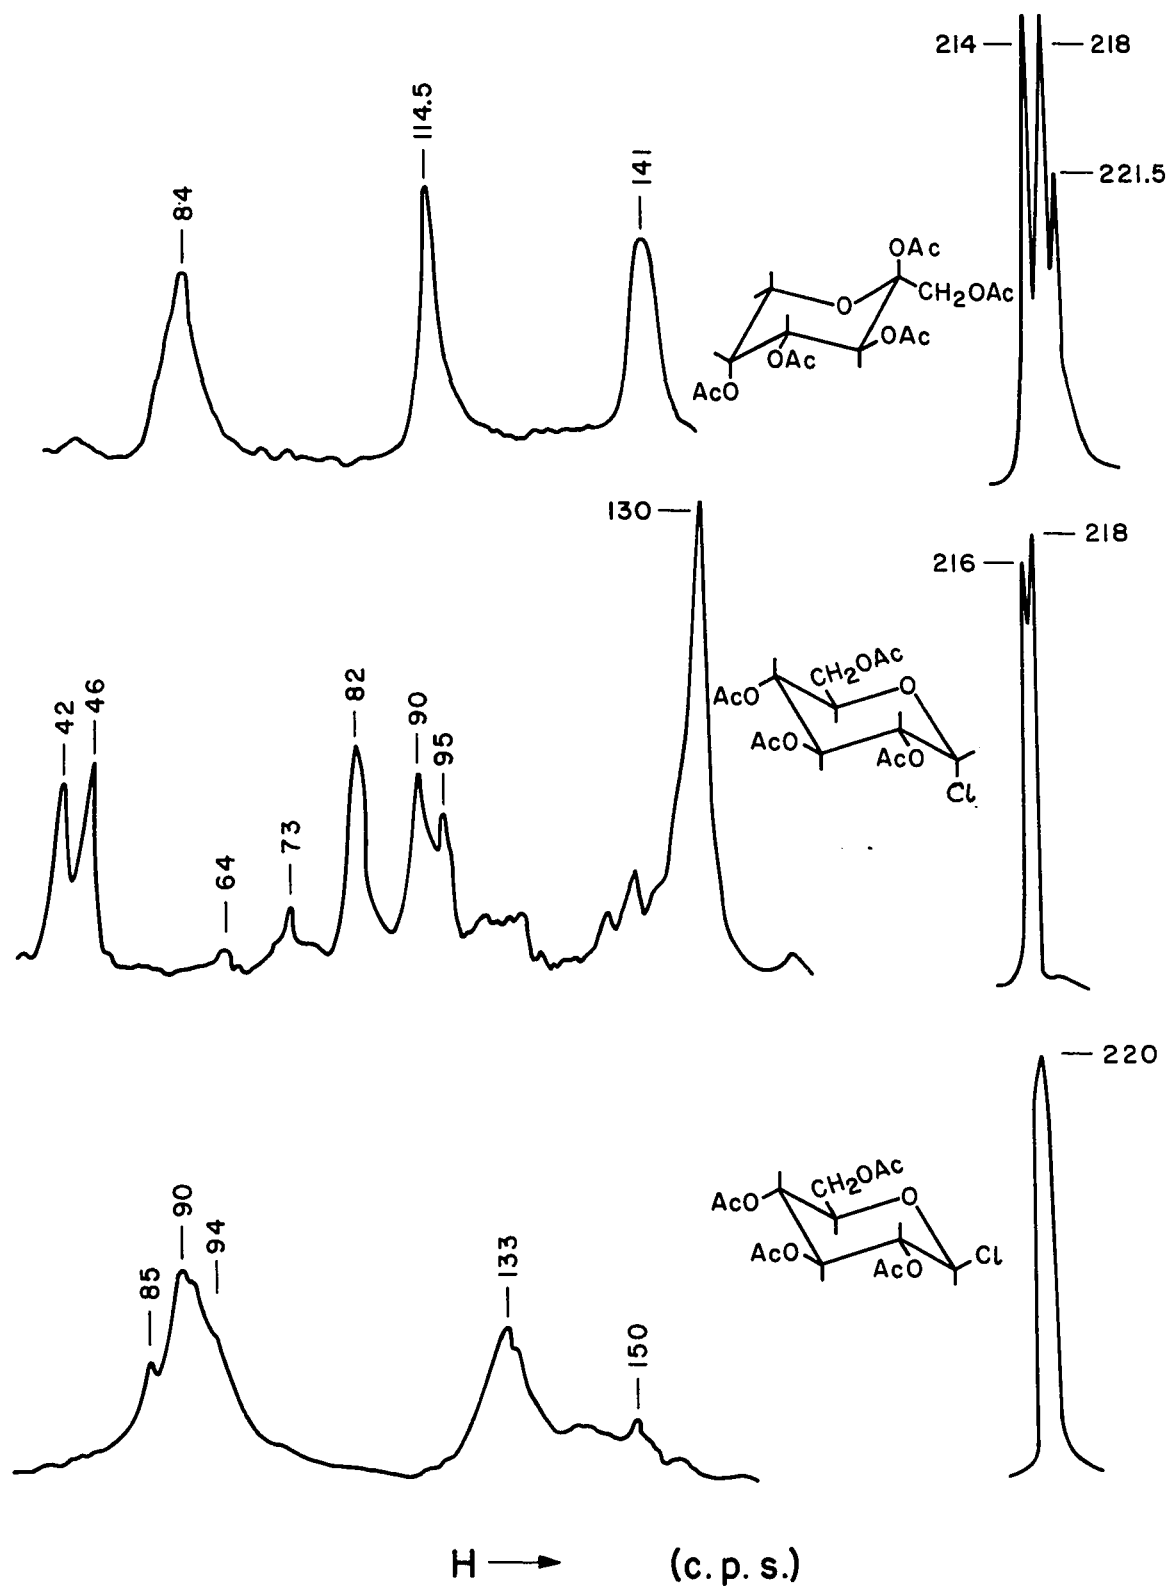 214
218
221.5
84
114.5
141
OAc
CH2OAc
O
OAc
OAc
AcO
130
218
216
42
46
64
73
82
90
95
CH2OAc
O
AcO
AcO
AcO
Cl
220
85
90
94
133
150
CH2OAc
O
AcO
AcO
AcO
Cl
H ⟶ (c. p. s.)